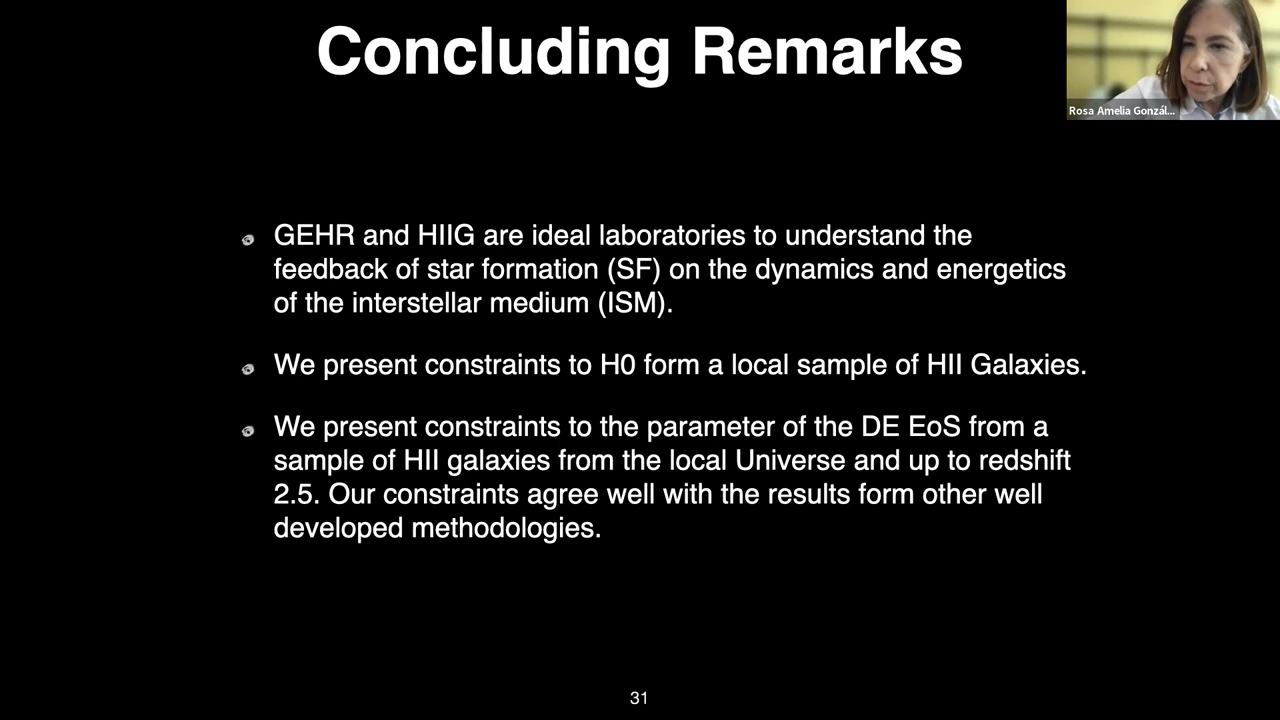 Concluding Remarks
Rosa Amelia Gonzál...
GEHR and HIIG are ideal laboratories to understand the
feedback of star formation (SF) on the dynamics and energetics
of the interstellar medium (ISM).
We present constraints to H0 form a local sample of HII Galaxies.
We present constraints to the parameter of the DE EoS from a
sample of HII galaxies from the local Universe and up to redshift
2.5. Our constraints agree well with the results form other well
developed methodologies.
31